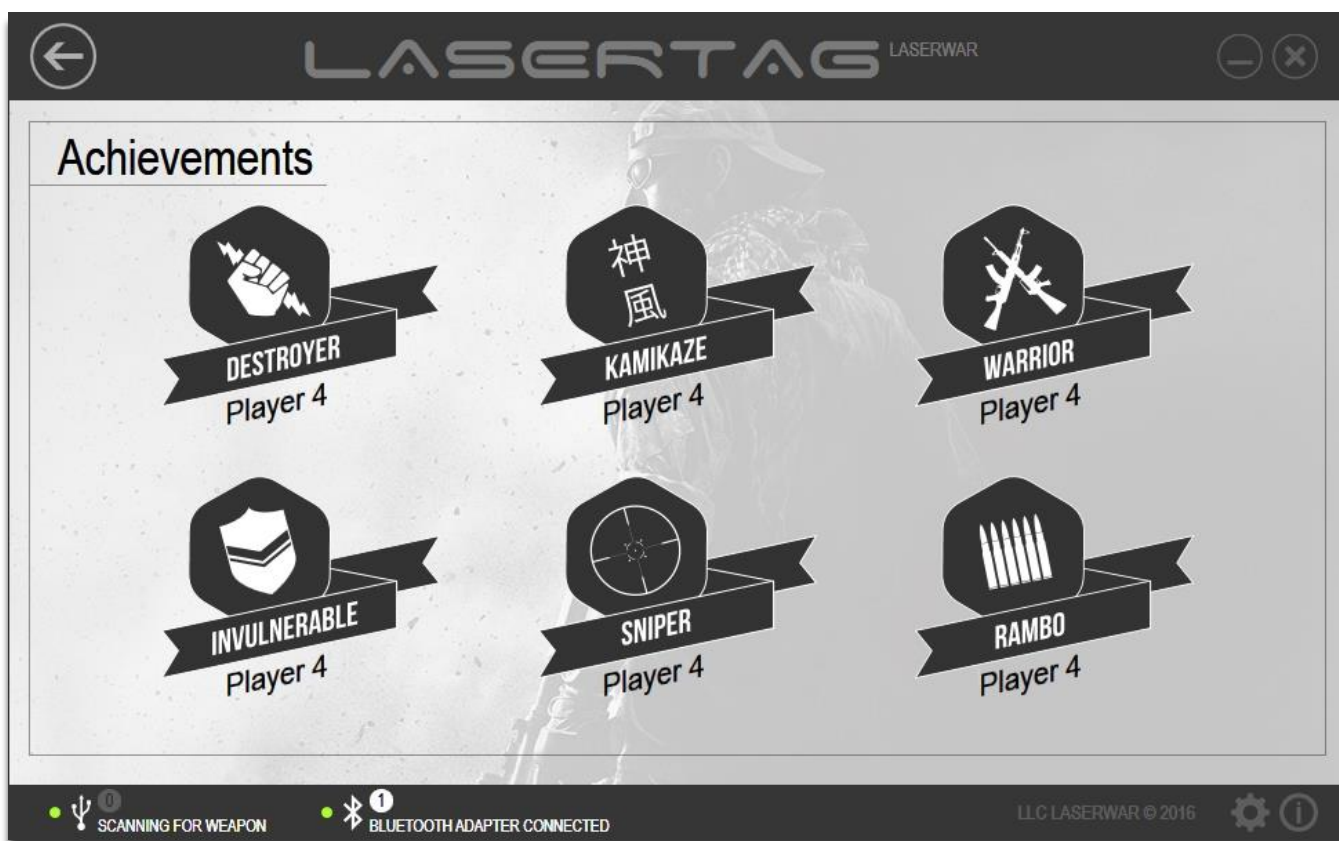 LASERTAG LASERWAR
Achievements
神
風
DESTROYER
Player 4
KAMIKAZE
Player 4
WARRIOR
Player 4
INVULNERABLE
Player 4
SNIPER
Player 4
RAMBO
Player 4
0
SCANNING FOR WEAPON
1
BLUETOOTH ADAPTER CONNECTED
LLC LASERWAR © 2016